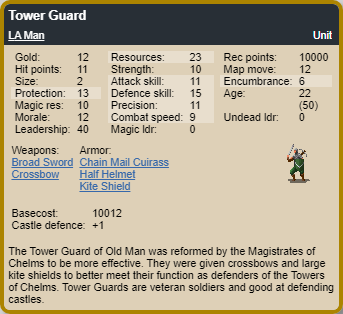 Tower Guard
LA Man Unit
Gold: 12 Resources: 23 Rec points: 10000
Hit points: 11 Strength: 10 Map move: 12
Size: 2 Attack skill: 11 Encumbrance: 6
Protection: 13 Defence skill: 15 Age: 22
Magic res: 10 Precision: 11 (50)
Morale: 12 Combat speed: 9 Undead ldr: 0
Leadership: 40 Magic ldr: 0
Weapons: Armor:
Broad Sword Chain Mail Cuirass
Crossbow Half Helmet
Kite Shield
Basecost: 10012
Castle defence: +1
The Tower Guard of Old Man was reformed by the Magistrates of
Chelms to be more effective. They were given crossbows and large
kite shields to better meet their function as defenders of the Towers
of Chelms. Tower Guards are veteran soldiers and good at defending
castles.